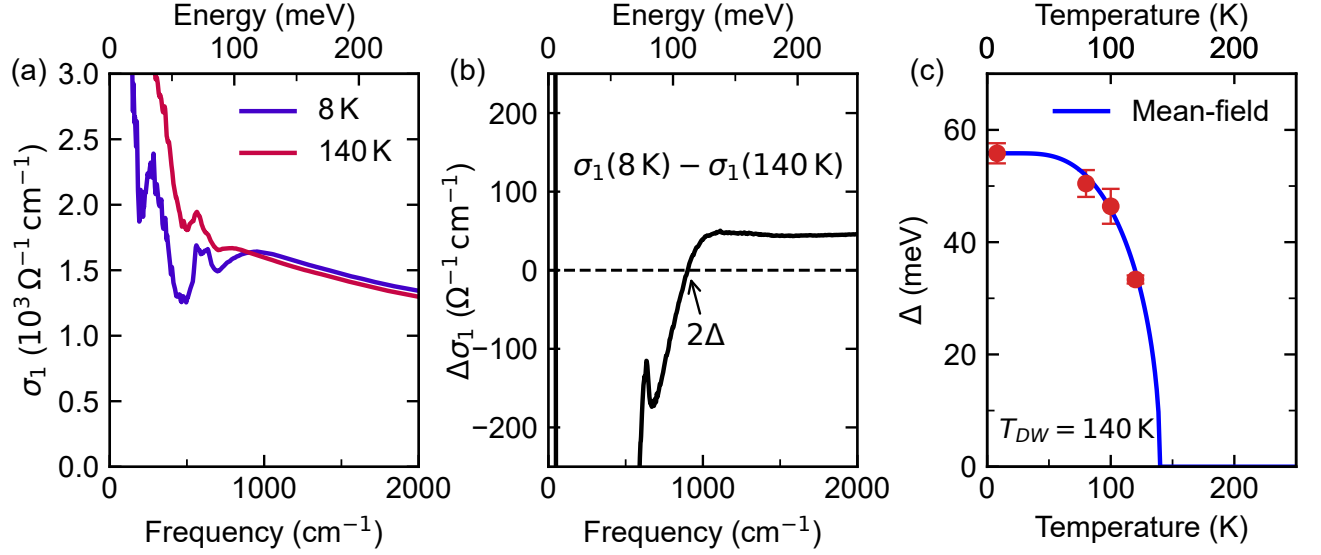 (a)
Energy (meV)
0 100 200
3.0
2.5
2.0
1.5
1.0
0.5
0.0
σ₁ (10³ Ω⁻¹ cm⁻¹)
8 K
140 K
0 1000 2000
Frequency (cm⁻¹)
(b)
Energy (meV)
0 100 200
200
100
0
−100
−200
Δσ₁ (Ω⁻¹ cm⁻¹)
σ₁(8 K) − σ₁(140 K)
2Δ
0 1000 2000
Frequency (cm⁻¹)
(c)
Temperature (K)
0 100 200
60
40
20
0
Δ (meV)
Mean-field
T_DW = 140 K
0 100 200
Temperature (K)